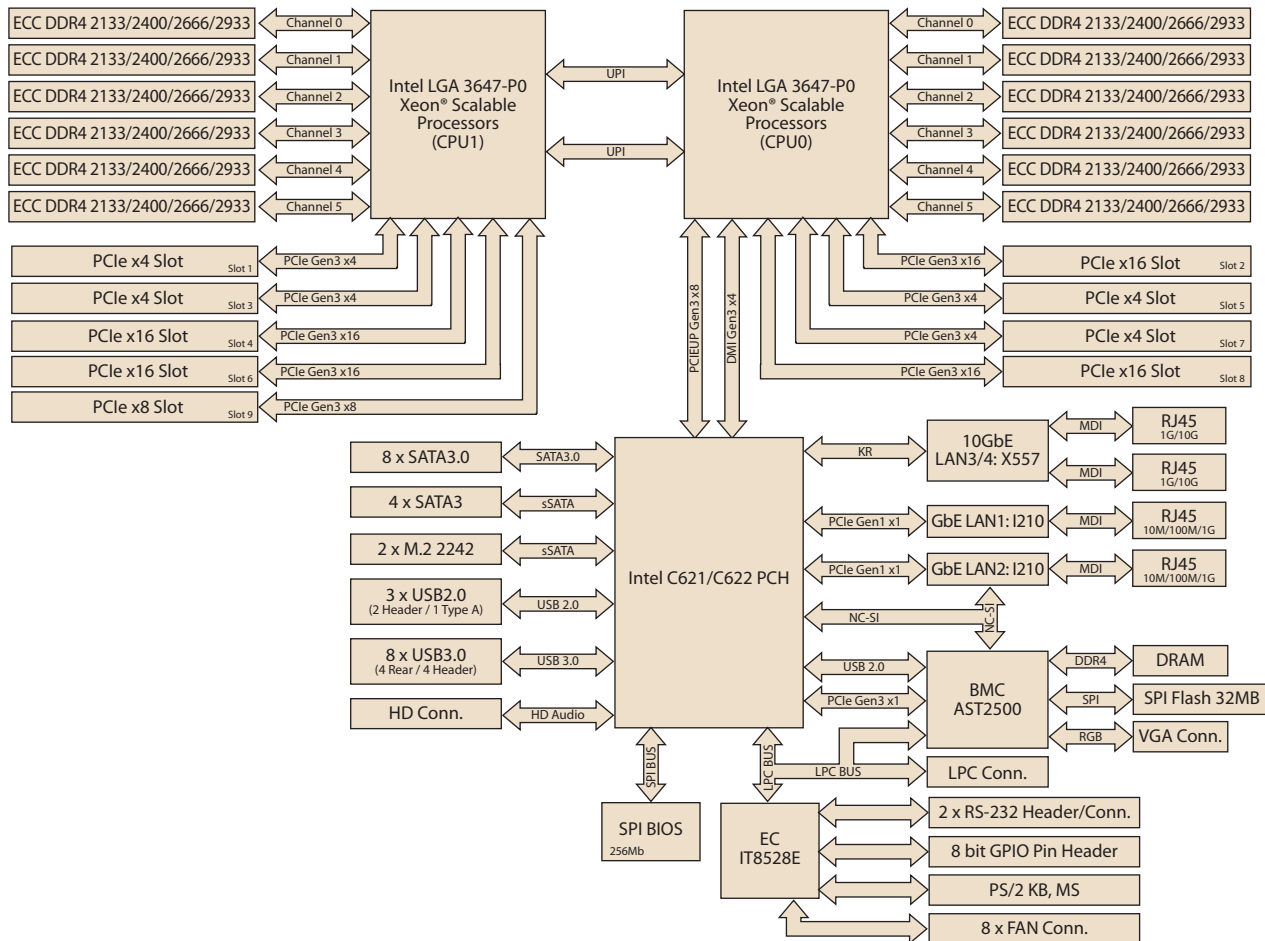 ECC DDR4 2133/2400/2666/2933
Channel 0
ECC DDR4 2133/2400/2666/2933
Channel 1
ECC DDR4 2133/2400/2666/2933
Channel 2
ECC DDR4 2133/2400/2666/2933
Channel 3
ECC DDR4 2133/2400/2666/2933
Channel 4
ECC DDR4 2133/2400/2666/2933
Channel 5
Intel LGA 3647-P0
Xeon® Scalable
Processors
(CPU1)
UPI
UPI
Intel LGA 3647-P0
Xeon® Scalable
Processors
(CPU0)
Channel 0
ECC DDR4 2133/2400/2666/2933
Channel 1
ECC DDR4 2133/2400/2666/2933
Channel 2
ECC DDR4 2133/2400/2666/2933
Channel 3
ECC DDR4 2133/2400/2666/2933
Channel 4
ECC DDR4 2133/2400/2666/2933
Channel 5
ECC DDR4 2133/2400/2666/2933
PCIe x4 Slot
Slot 1
PCIe Gen3 x4
PCIe x4 Slot
Slot 3
PCIe Gen3 x4
PCIe x16 Slot
Slot 4
PCIe Gen3 x16
PCIe x16 Slot
Slot 6
PCIe Gen3 x16
PCIe x8 Slot
Slot 9
PCIe Gen3 x8
PCIEUP Gen3 x8
DMI Gen3 x4
PCIe Gen3 x16
PCIe x16 Slot
Slot 2
PCIe Gen3 x4
PCIe x4 Slot
Slot 5
PCIe Gen3 x4
PCIe x4 Slot
Slot 7
PCIe Gen3 x16
PCIe x16 Slot
Slot 8
8 x SATA3.0
SATA3.0
4 x SATA3
sSATA
2 x M.2 2242
sSATA
3 x USB2.0
(2 Header / 1 Type A)
USB 2.0
8 x USB3.0
(4 Rear / 4 Header)
USB 3.0
HD Conn.
HD Audio
Intel C621/C622 PCH
KR
10GbE
LAN3/4: X557
MDI
RJ45
1G/10G
MDI
RJ45
1G/10G
PCIe Gen1 x1
GbE LAN1: I210
MDI
RJ45
10M/100M/1G
PCIe Gen1 x1
GbE LAN2: I210
MDI
RJ45
10M/100M/1G
NC-SI
NC-SI
USB 2.0
PCIe Gen3 x1
BMC
AST2500
DDR4
DRAM
SPI
SPI Flash 32MB
RGB
VGA Conn.
SPI BUS
LPC BUS
LPC BUS
LPC Conn.
SPI BIOS
256Mb
EC
IT8528E
2 x RS-232 Header/Conn.
8 bit GPIO Pin Header
PS/2 KB, MS
8 x FAN Conn.